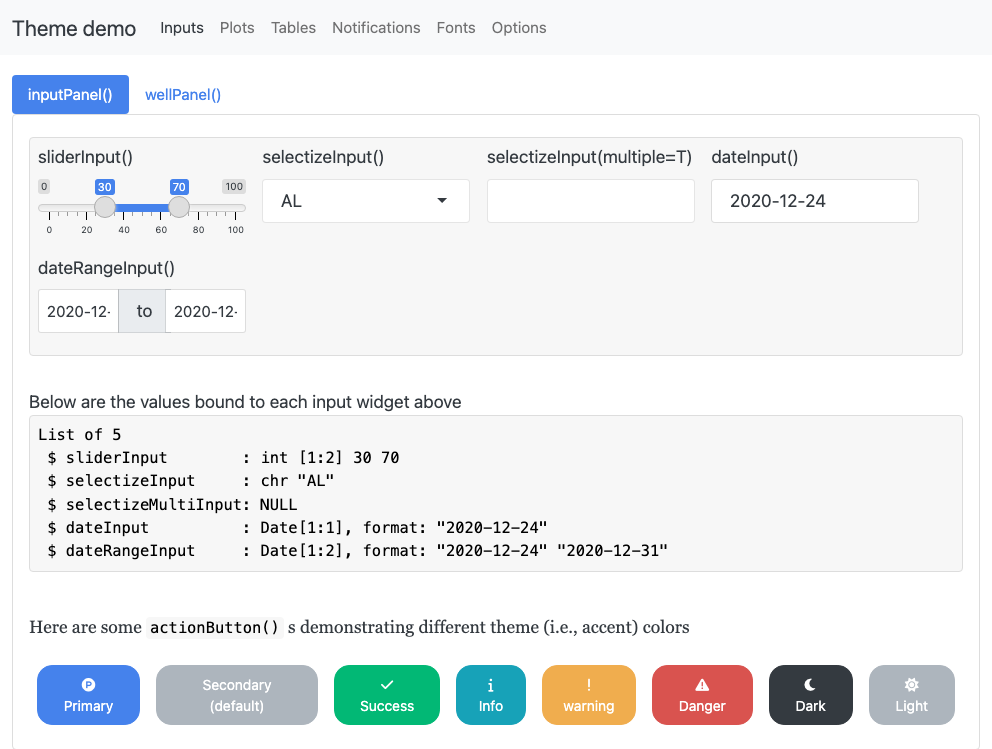 Theme demo Inputs Plots Tables Notifications Fonts Options
inputPanel() wellPanel()
sliderInput() selectizeInput() selectizeInput(multiple=T) dateInput()
0 30 70 100
AL 2020-12-24
0 20 40 60 80 100
dateRangeInput()
2020-12- to 2020-12-
Below are the values bound to each input widget above
List of 5
 $ sliderInput        : int [1:2] 30 70
 $ selectizeInput     : chr "AL"
 $ selectizeMultiInput: NULL
 $ dateInput          : Date[1:1], format: "2020-12-24"
 $ dateRangeInput     : Date[1:2], format: "2020-12-24" "2020-12-31"
Here are some actionButton() s demonstrating different theme (i.e., accent) colors
Primary
Secondary
(default)
Success
Info
warning
Danger
Dark
Light